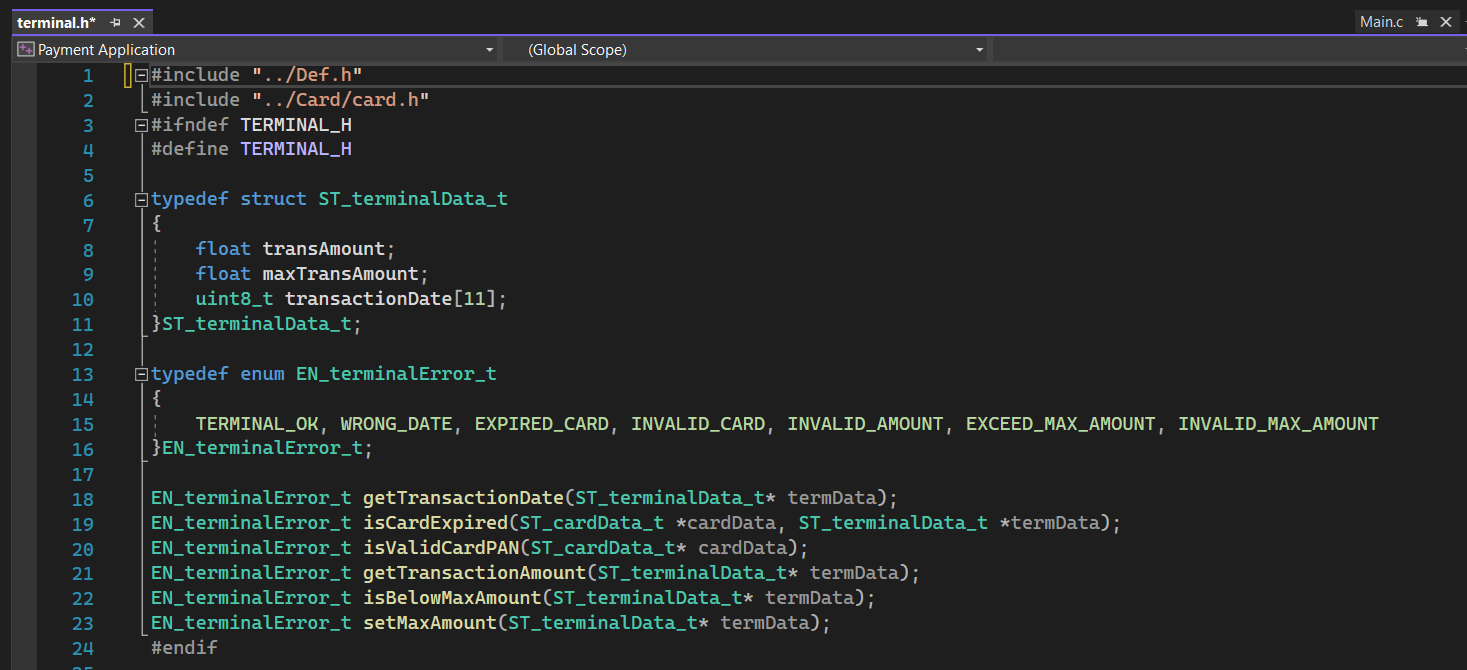 terminal.h*
Main.c
Payment Application
(Global Scope)
1 #include "../Def.h"
2 #include "../Card/card.h"
3 #ifndef TERMINAL_H
4 #define TERMINAL_H
5
6 typedef struct ST_terminalData_t
7 {
8 float transAmount;
9 float maxTransAmount;
10 uint8_t transactionDate[11];
11 }ST_terminalData_t;
12
13 typedef enum EN_terminalError_t
14 {
15 TERMINAL_OK, WRONG_DATE, EXPIRED_CARD, INVALID_CARD, INVALID_AMOUNT, EXCEED_MAX_AMOUNT, INVALID_MAX_AMOUNT
16 }EN_terminalError_t;
17
18 EN_terminalError_t getTransactionDate(ST_terminalData_t* termData);
19 EN_terminalError_t isCardExpired(ST_cardData_t *cardData, ST_terminalData_t *termData);
20 EN_terminalError_t isValidCardPAN(ST_cardData_t* cardData);
21 EN_terminalError_t getTransactionAmount(ST_terminalData_t* termData);
22 EN_terminalError_t isBelowMaxAmount(ST_terminalData_t* termData);
23 EN_terminalError_t setMaxAmount(ST_terminalData_t* termData);
24 #endif